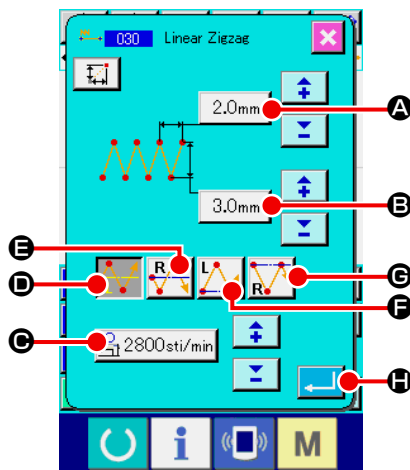 030 Linear Zigzag
2.0mm
A
3.0mm
B
E
R
L
R
G
D
F
C
2800sti/min
H
i
M